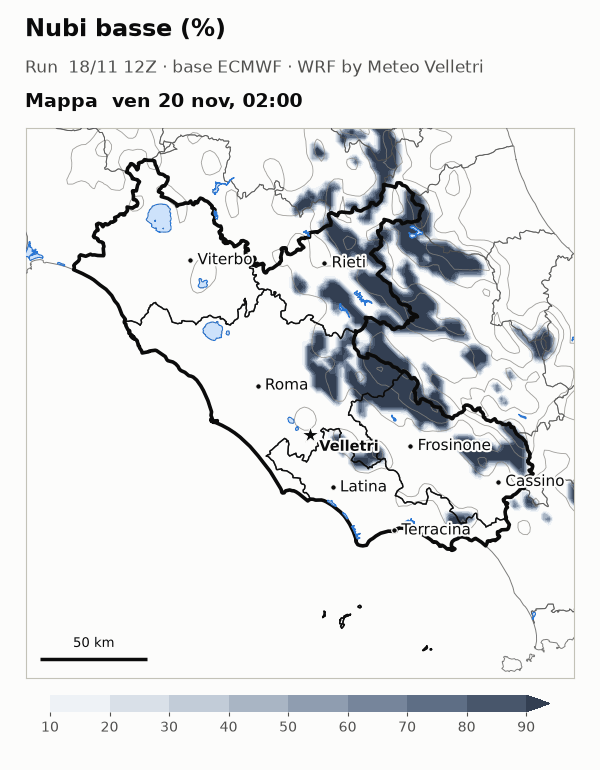 Nubi basse (%)
Run  18/11 12Z · base ECMWF · WRF by Meteo Velletri
Mappa  ven 20 nov, 02:00
Viterbo
Rieti
Roma
Velletri
Frosinone
Cassino
Latina
Terracina
50 km
10 20 30 40 50 60 70 80 90